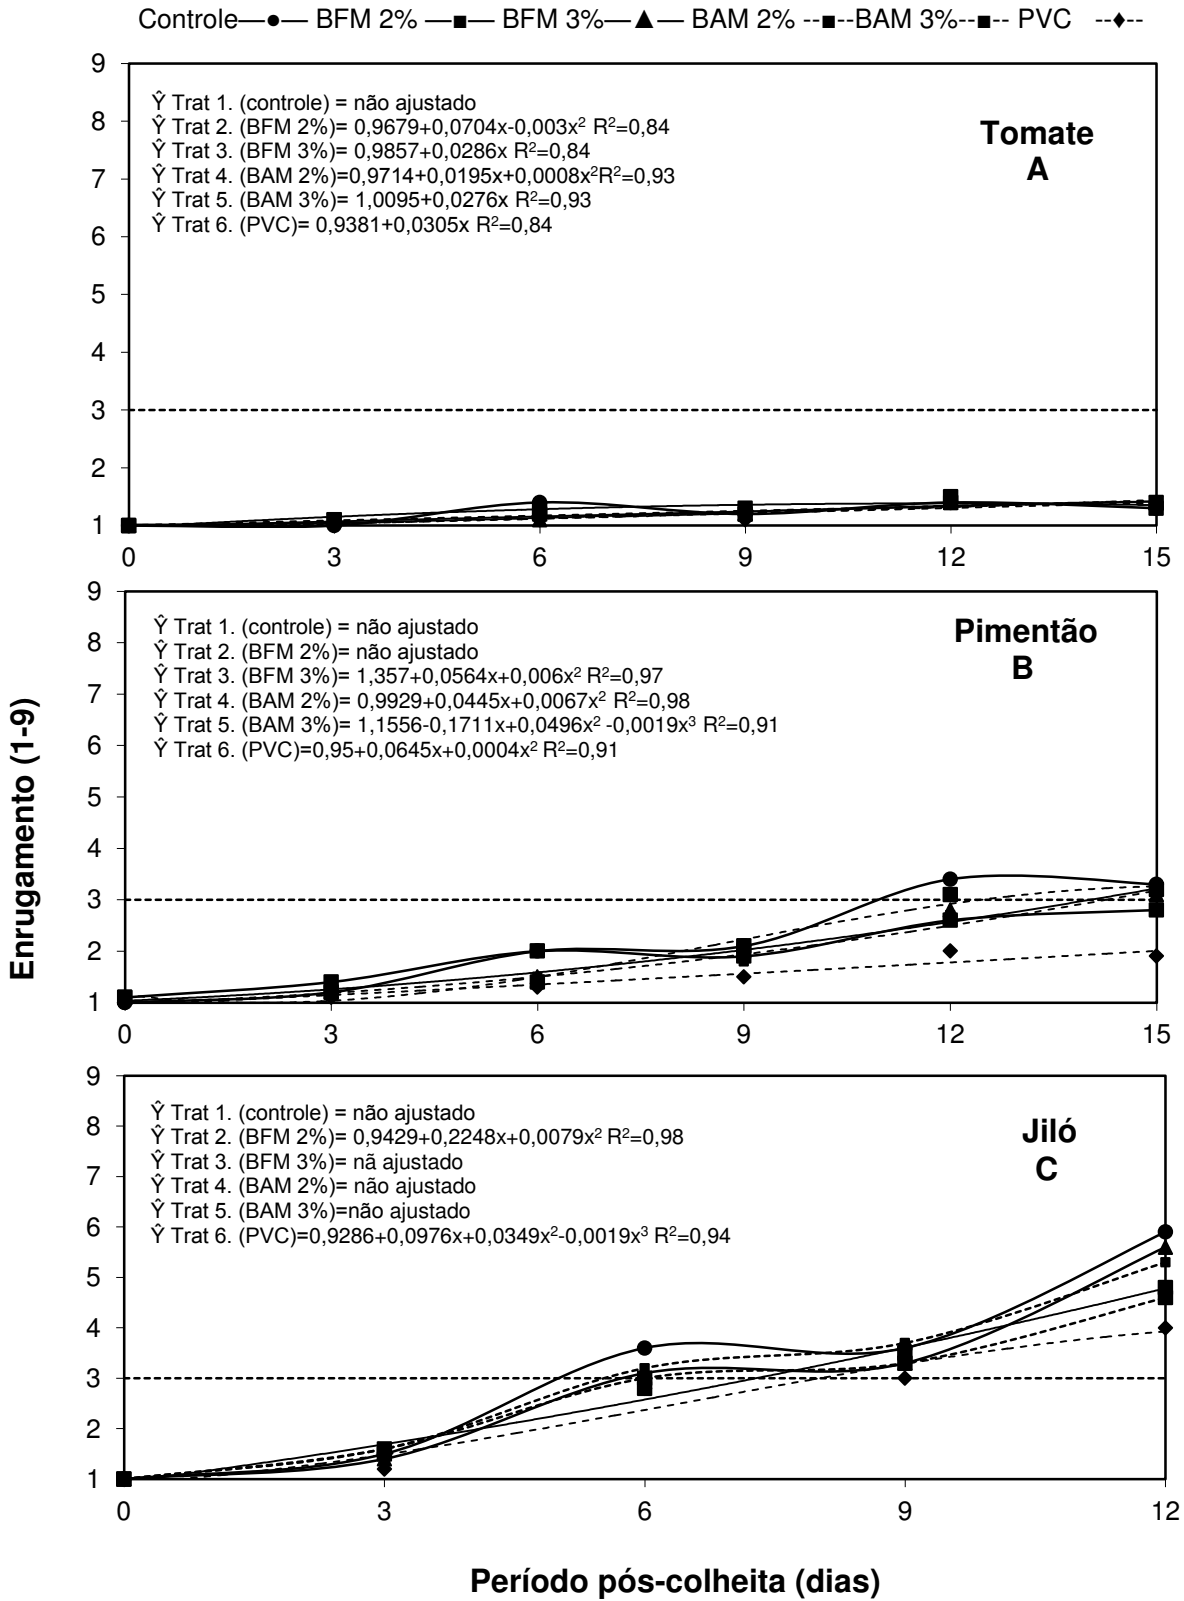 Controle BFM 2% BFM 3% BAM 2% BAM 3% PVC
9
8
7
6
5
4
3
2
1
Ŷ Trat 1. (controle) = não ajustado
Ŷ Trat 2. (BFM 2%)= 0,9679+0,0704x-0,003x² R²=0,84
Ŷ Trat 3. (BFM 3%)= 0,9857+0,0286x R²=0,84
Ŷ Trat 4. (BAM 2%)=0,9714+0,0195x+0,0008x²R²=0,93
Ŷ Trat 5. (BAM 3%)= 1,0095+0,0276x R²=0,93
Ŷ Trat 6. (PVC)= 0,9381+0,0305x R²=0,84
Tomate
A
0 3 6 9 12 15
Enrugamento (1-9)
9
8
7
6
5
4
3
2
1
Ŷ Trat 1. (controle) = não ajustado
Ŷ Trat 2. (BFM 2%)= não ajustado
Ŷ Trat 3. (BFM 3%)= 1,357+0,0564x+0,006x² R²=0,97
Ŷ Trat 4. (BAM 2%)= 0,9929+0,0445x+0,0067x² R²=0,98
Ŷ Trat 5. (BAM 3%)= 1,1556-0,1711x+0,0496x² -0,0019x³ R²=0,91
Ŷ Trat 6. (PVC)=0,95+0,0645x+0,0004x² R²=0,91
Pimentão
B
0 3 6 9 12 15
9
8
7
6
5
4
3
2
1
Ŷ Trat 1. (controle) = não ajustado
Ŷ Trat 2. (BFM 2%)= 0,9429+0,2248x+0,0079x² R²=0,98
Ŷ Trat 3. (BFM 3%)= nã ajustado
Ŷ Trat 4. (BAM 2%)= não ajustado
Ŷ Trat 5. (BAM 3%)=não ajustado
Ŷ Trat 6. (PVC)=0,9286+0,0976x+0,0349x²-0,0019x³ R²=0,94
Jiló
C
0 3 6 9 12
Período pós-colheita (dias)